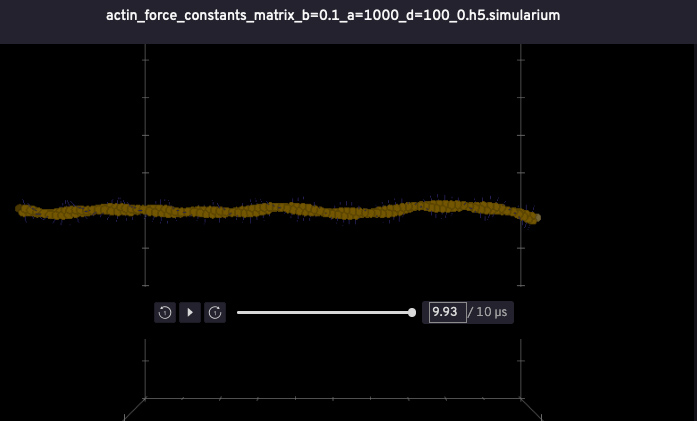 actin_force_constants_matrix_b=0.1_a=1000_d=100_0.h5.simularium
9.93 / 10 µs